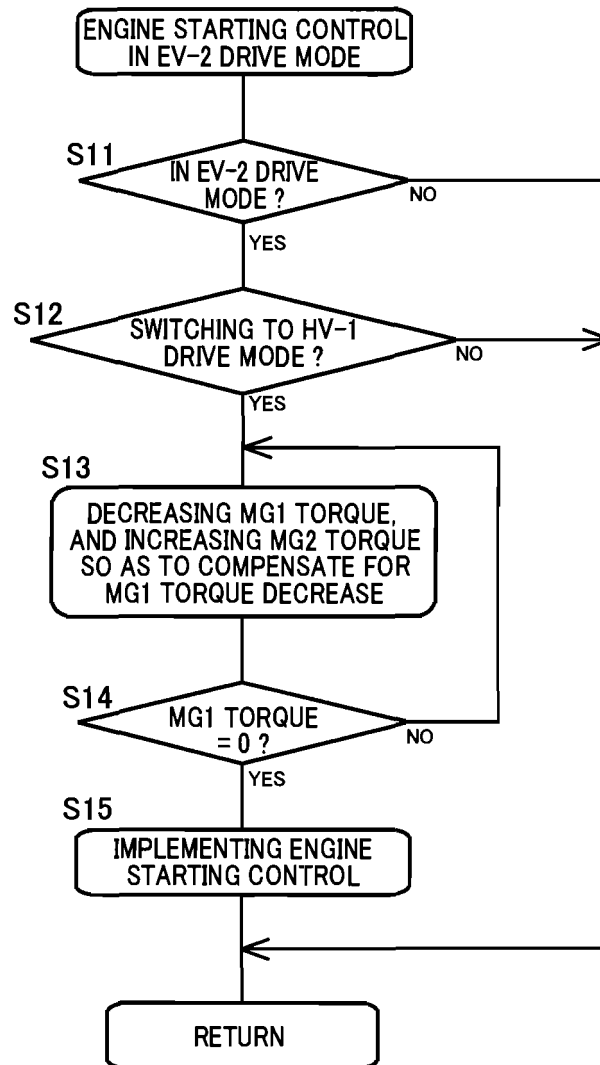 ENGINE STARTING CONTROL
IN EV-2 DRIVE MODE
S11
IN EV-2 DRIVE
MODE ?
NO
YES
S12
SWITCHING TO HV-1
DRIVE MODE ?
NO
YES
S13
DECREASING MG1 TORQUE,
AND INCREASING MG2 TORQUE
SO AS TO COMPENSATE FOR
MG1 TORQUE DECREASE
S14
MG1 TORQUE
= 0 ?
NO
YES
S15
IMPLEMENTING ENGINE
STARTING CONTROL
RETURN